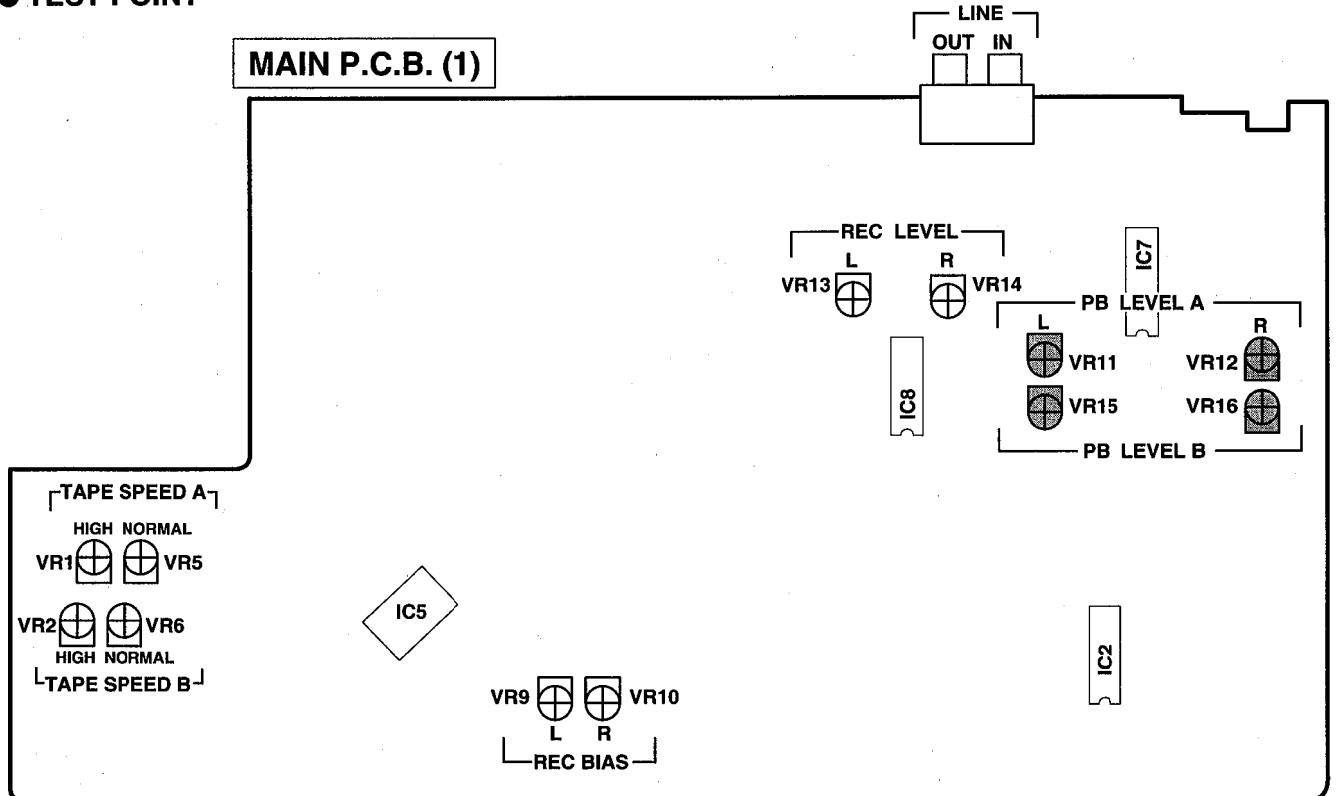 ● TEST POINT
MAIN P.C.B. (1)
LINE
OUT IN
REC LEVEL
L R
VR13 VR14
IC7
PB LEVEL A
L R
VR11 VR12
VR15 VR16
PB LEVEL B
IC8
TAPE SPEED A
HIGH NORMAL
VR1 VR5
VR2 VR6
HIGH NORMAL
TAPE SPEED B
IC5
IC2
VR9 VR10
L R
REC BIAS